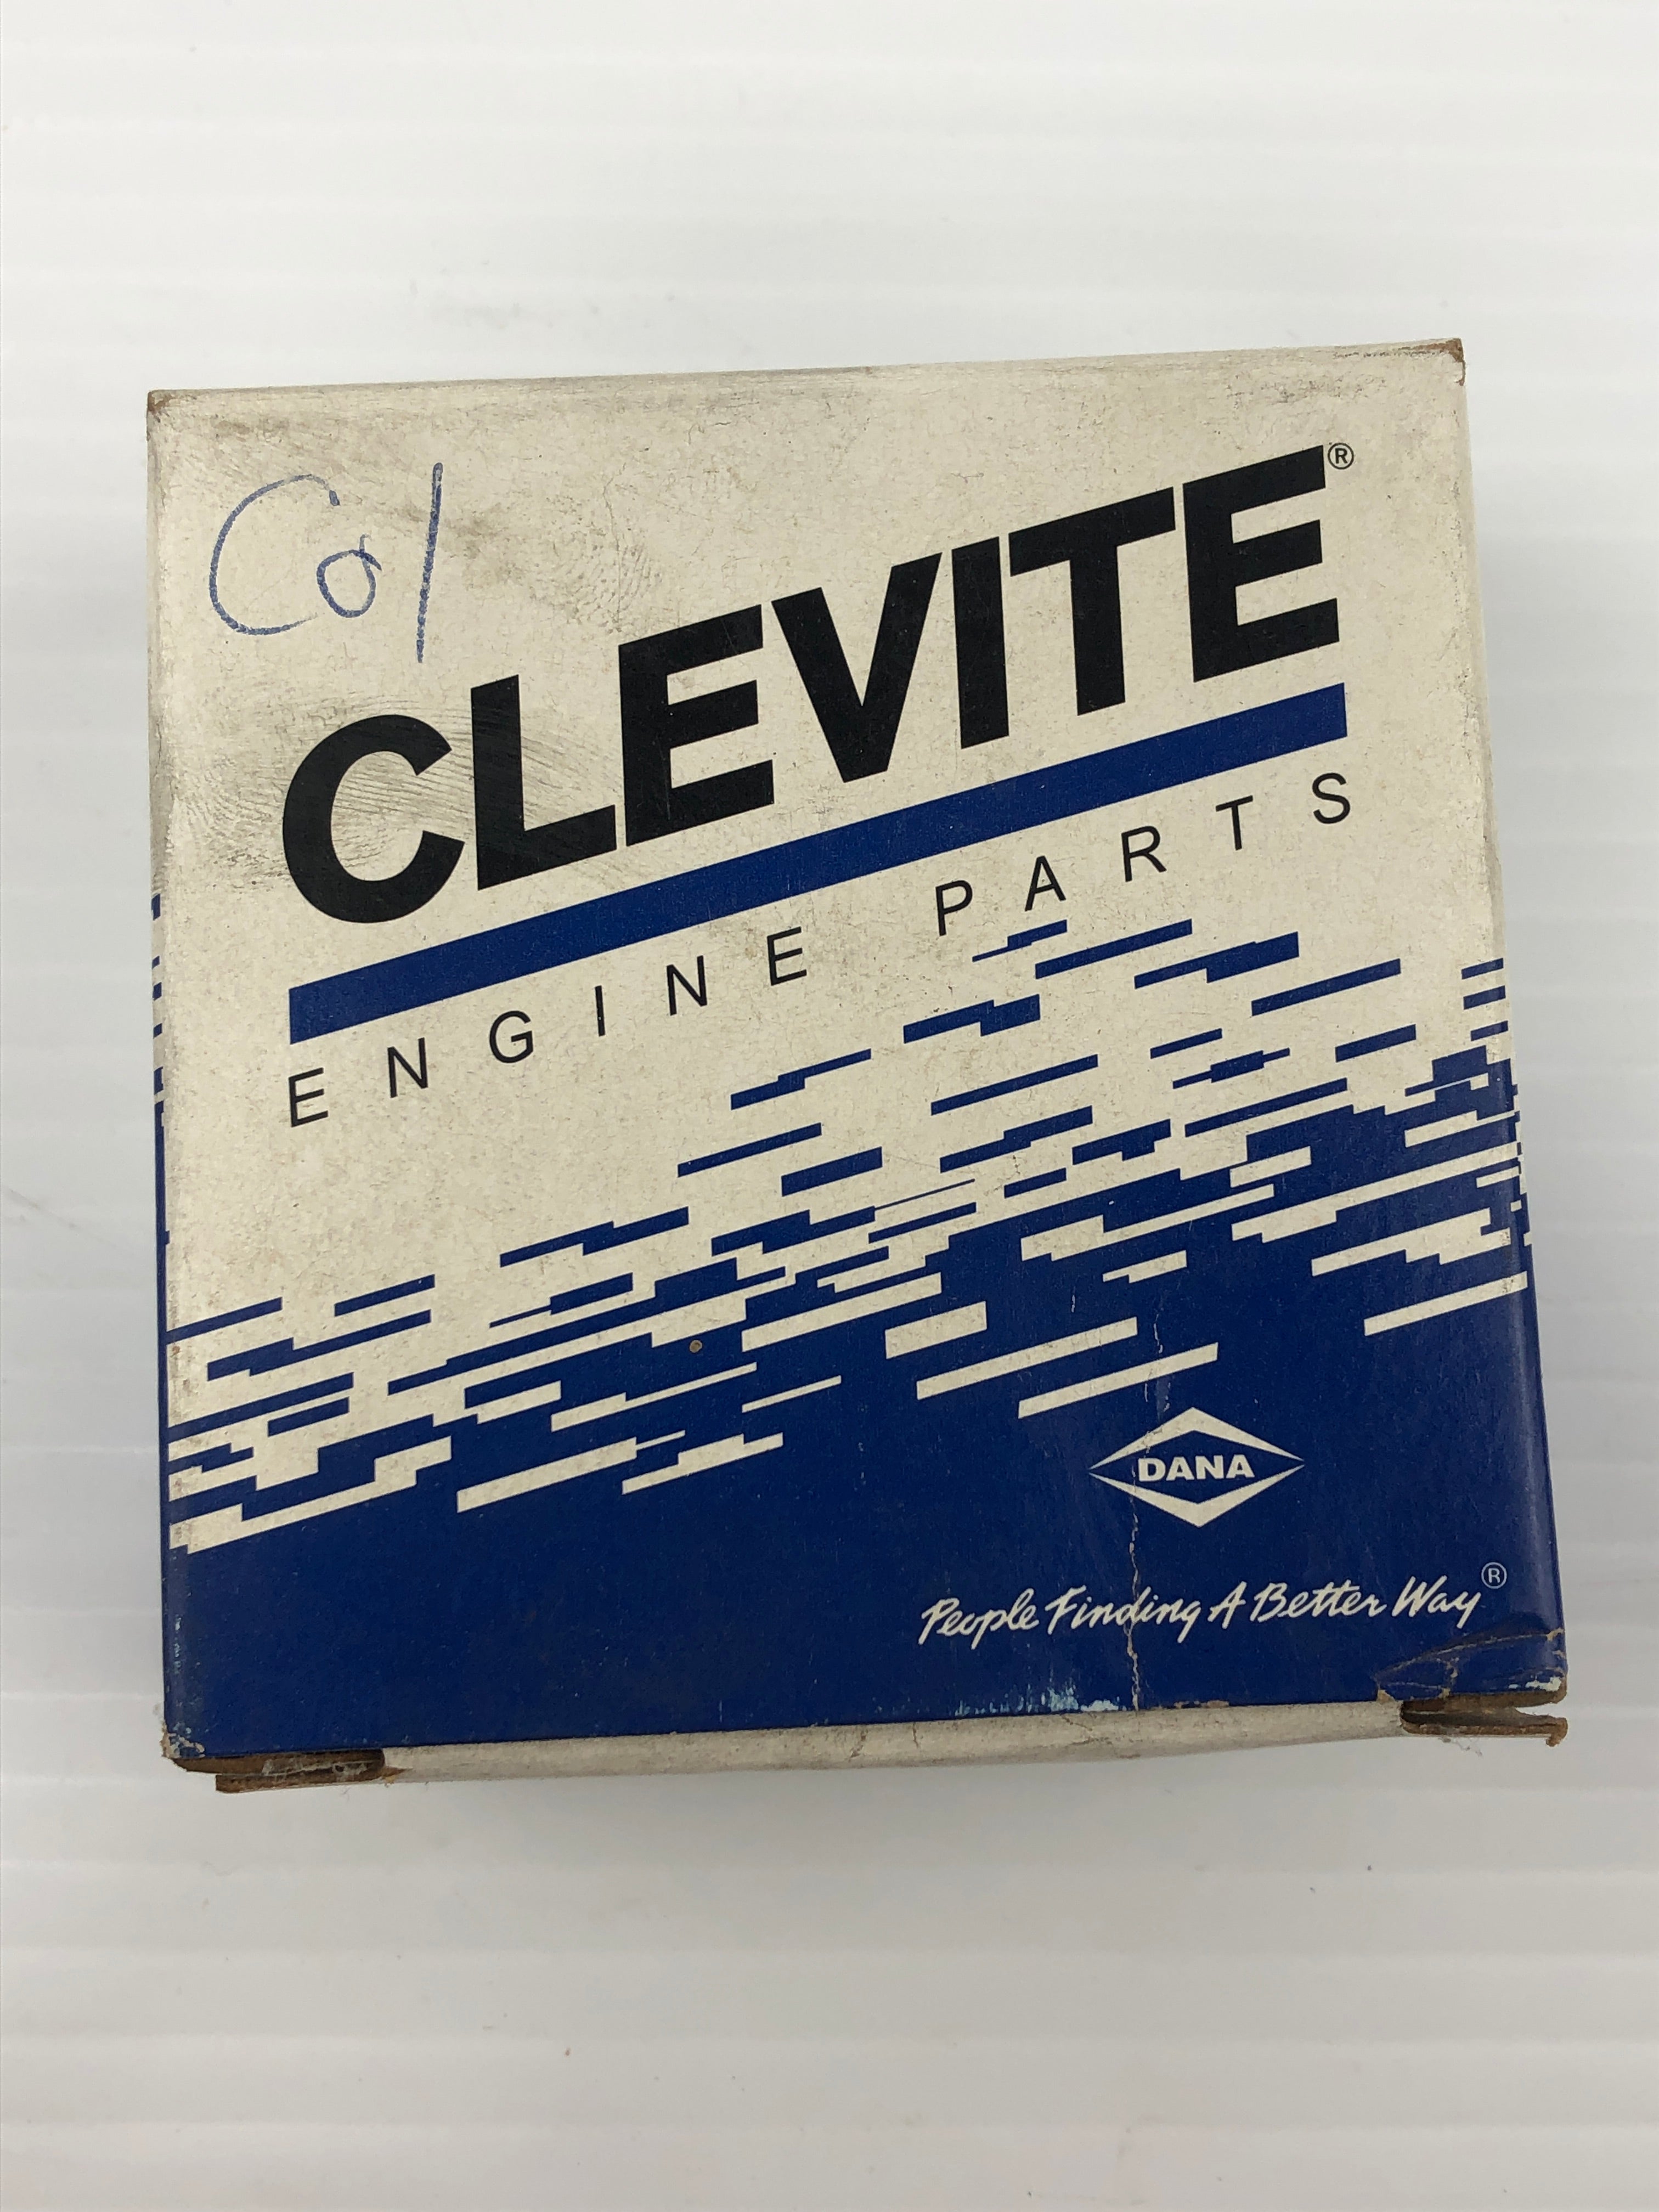 Col
CLEVITE®
ENGINE PARTS
DANA
People Finding A Better Way®